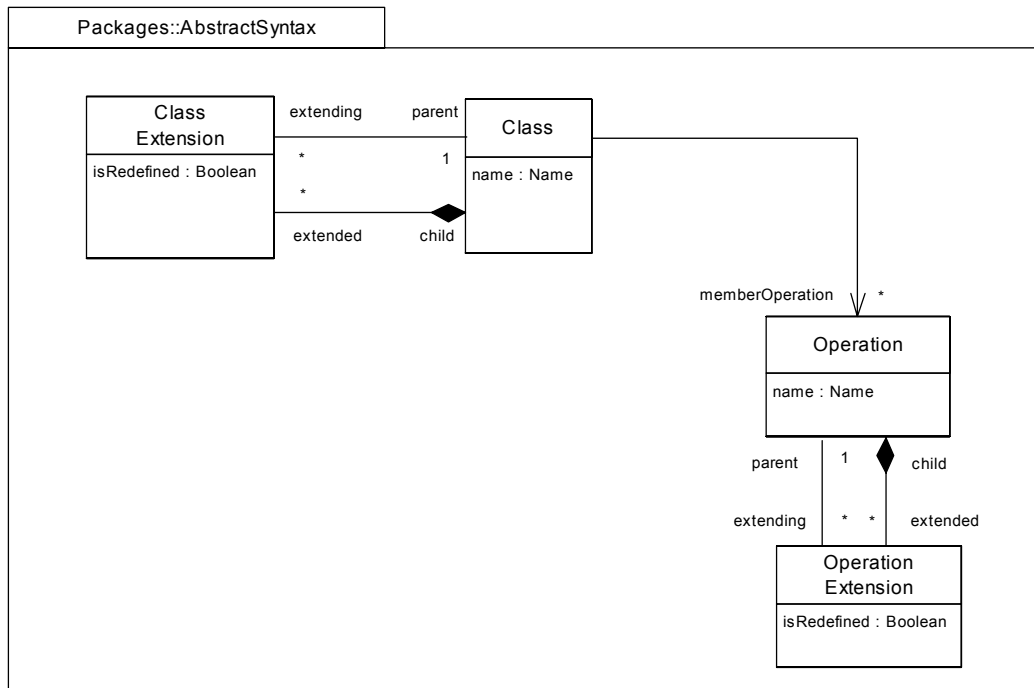 Packages::AbstractSyntax
Class
Extension
isRedefined : Boolean
extending
parent
*
1
*
extended
child
Class
name : Name
memberOperation
*
Operation
name : Name
parent
1
child
extending
*
*
extended
Operation
Extension
isRedefined : Boolean